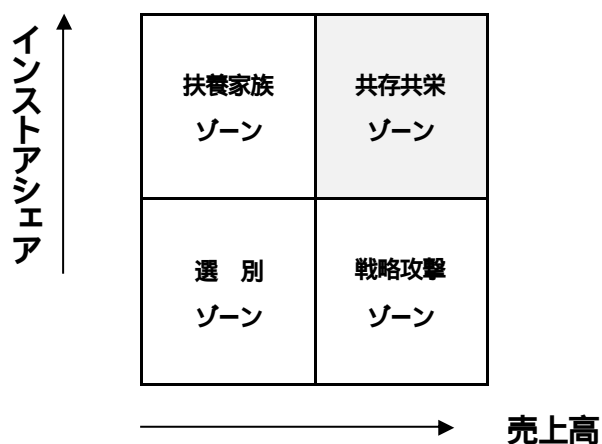 インストアシェア
扶養家族
ゾーン
共存共栄
ゾーン
選　別
ゾーン
戦略攻撃
ゾーン
売上高